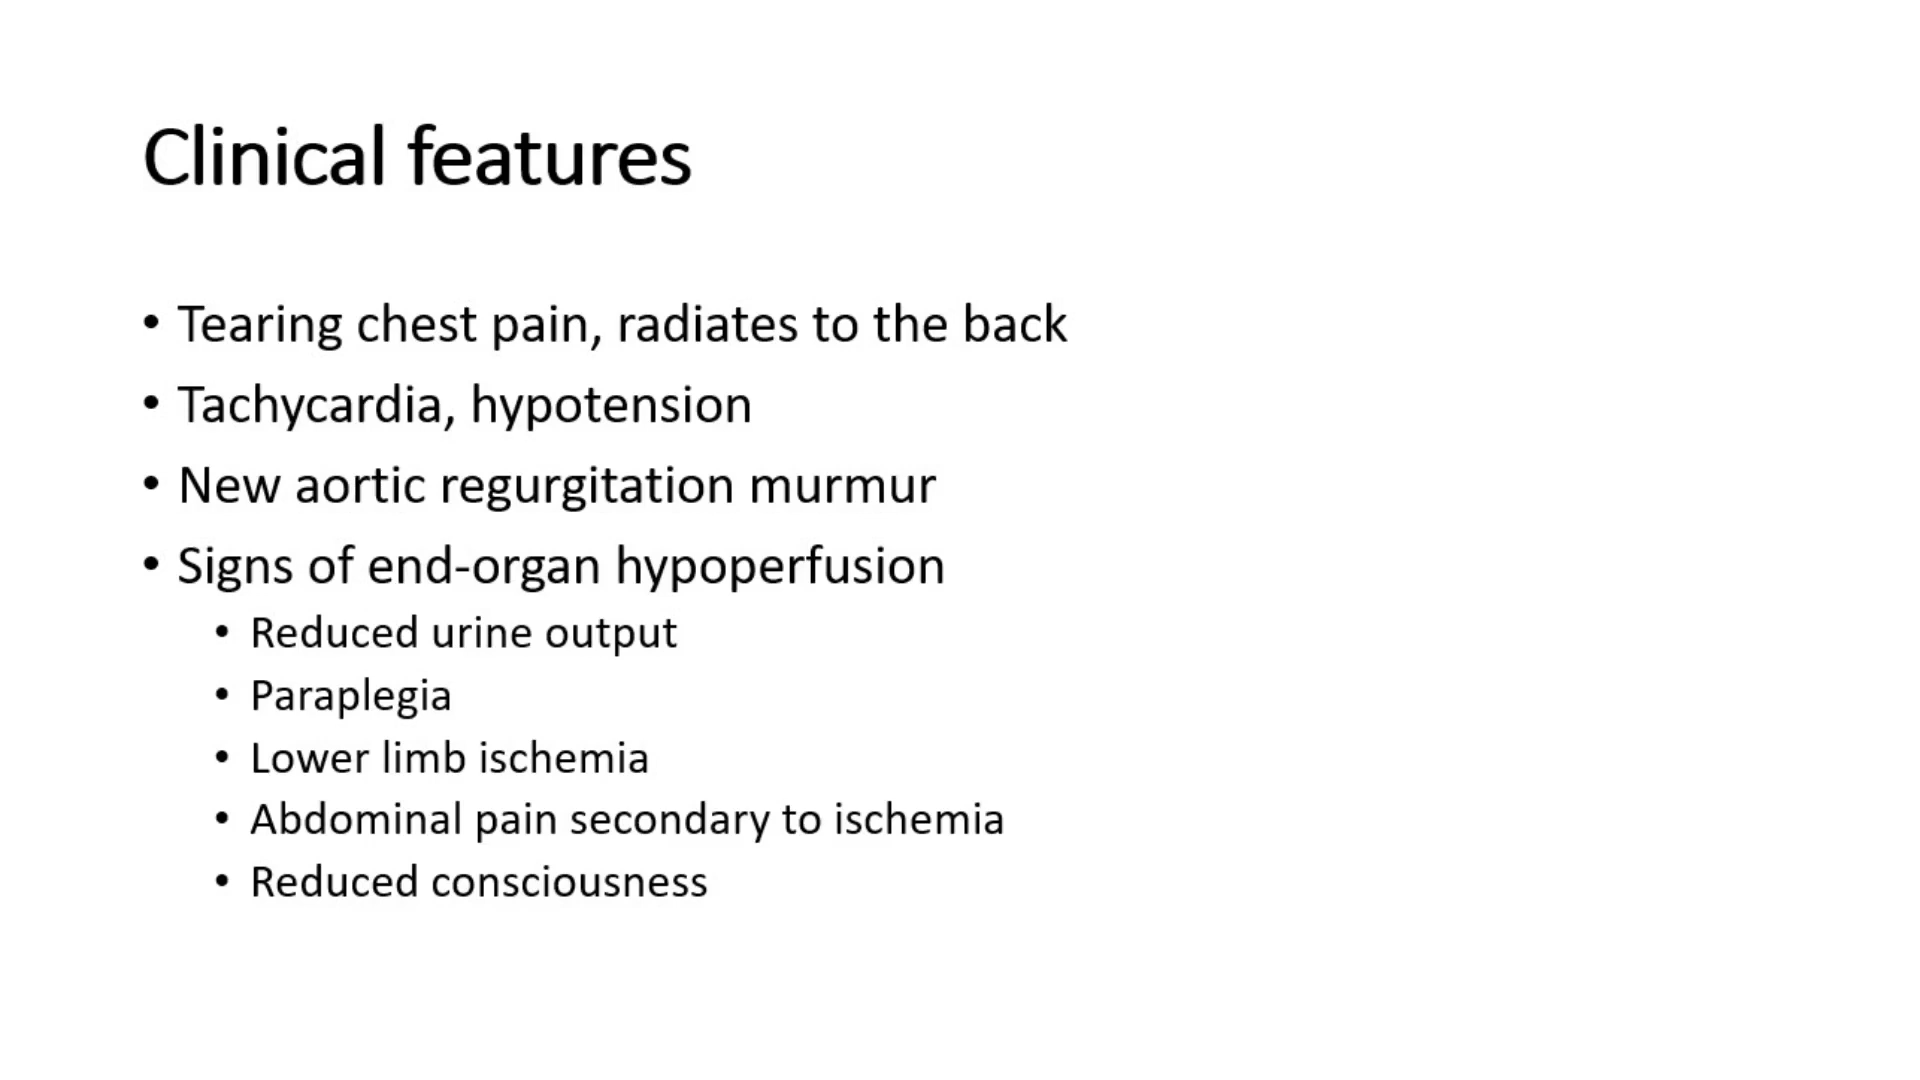 Clinical features
• Tearing chest pain, radiates to the back
• Tachycardia, hypotension
• New aortic regurgitation murmur
• Signs of end-organ hypoperfusion
• Reduced urine output
• Paraplegia
• Lower limb ischemia
• Abdominal pain secondary to ischemia
• Reduced consciousness